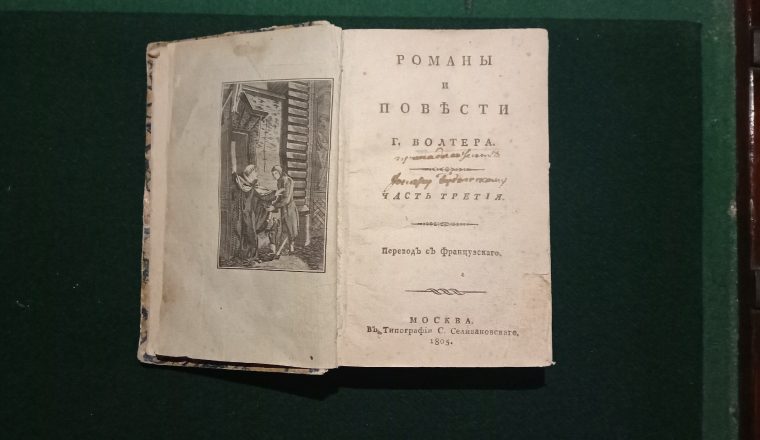 РОМАНЫ
И
ПОВѢСТИ
Г. ВОЛТЕРА.
ЧАСТЬ ТРЕТІЯ.
Переводъ съ Французскаго.
МОСКВА,
Въ Типографіи С. Селивановскаго,
1805.